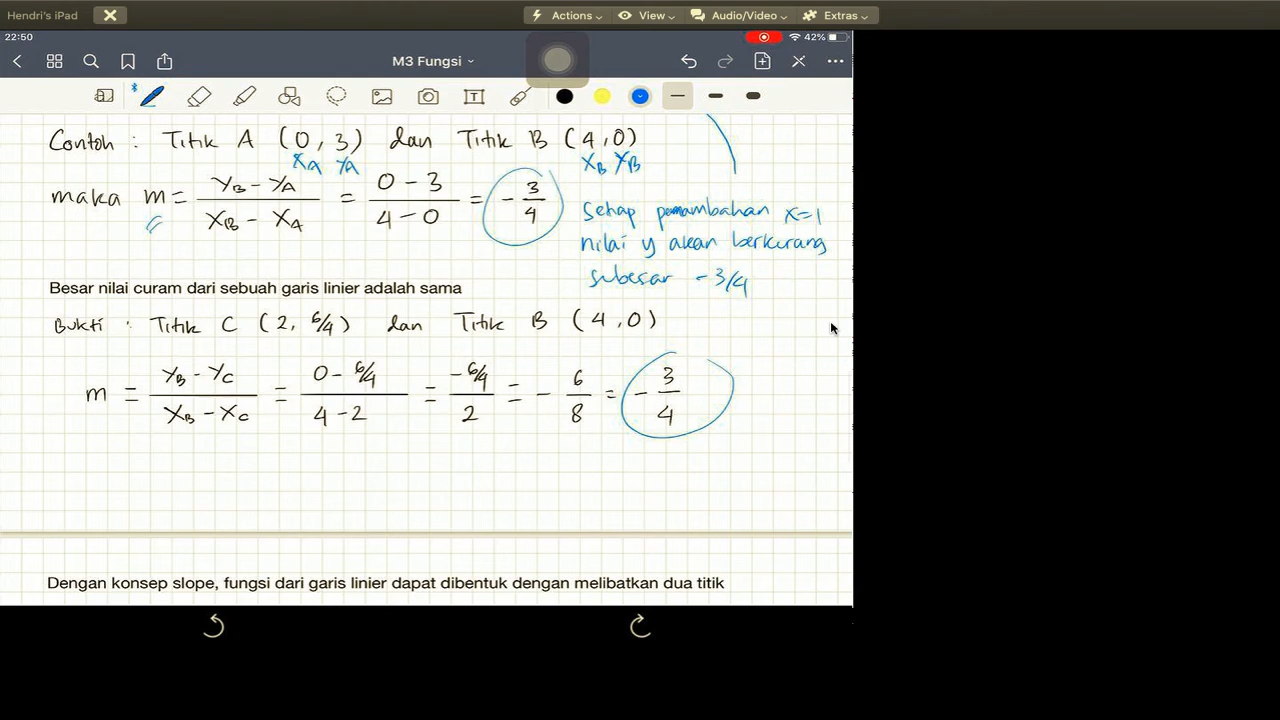 Hendri's iPad
Actions
View
Audio/Video
Extras
22:50
42%
M3 Fungsi
Contoh : Titik A (0, 3) dan Titik B (4,0)
XA YA XB XB
maka m = YB - YA / XB - XA = 0 - 3 / 4 - 0 = - 3/4
Setiap penambahan x=1
nilai y akan berkurang
sebesar -3/4
Besar nilai curam dari sebuah garis linier adalah sama
Bukti : Titik C (2, 6/4) dan Titik B (4,0)
m = YB - YC / XB - XC = 0 - 6/4 / 4 - 2 = -6/4 / 2 = - 6/8 = - 3/4
Dengan konsep slope, fungsi dari garis linier dapat dibentuk dengan melibatkan dua titik